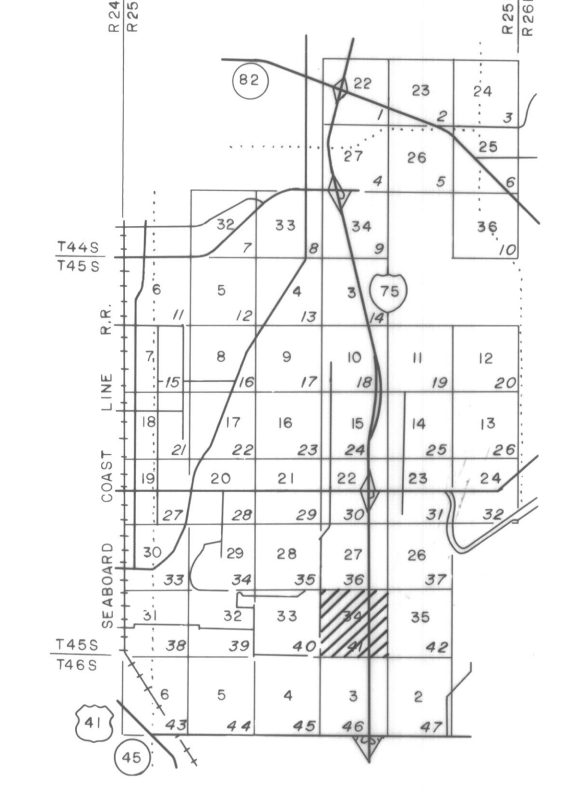 R24
R25
R25
R26
82
22 23 24
1 2 3
27 26 25
4 5 6
32 33 34 36
7 8 9 10
T44S
T45S
6 5 4 3 75
11 12 13 14
7 8 9 10 11 12
15 16 17 18 19 20
18 17 16 15 14 13
21 22 23 24 25 26
19 20 21 22 23 24
27 28 29 30 31 32
30 29 28 27 26
33 34 35 36 37
31 32 33 34 35
38 39 40 41 42
T45S
T46S
6 5 4 3 2
43 44 45 46 47
41
45
SEABOARD COAST LINE R.R.